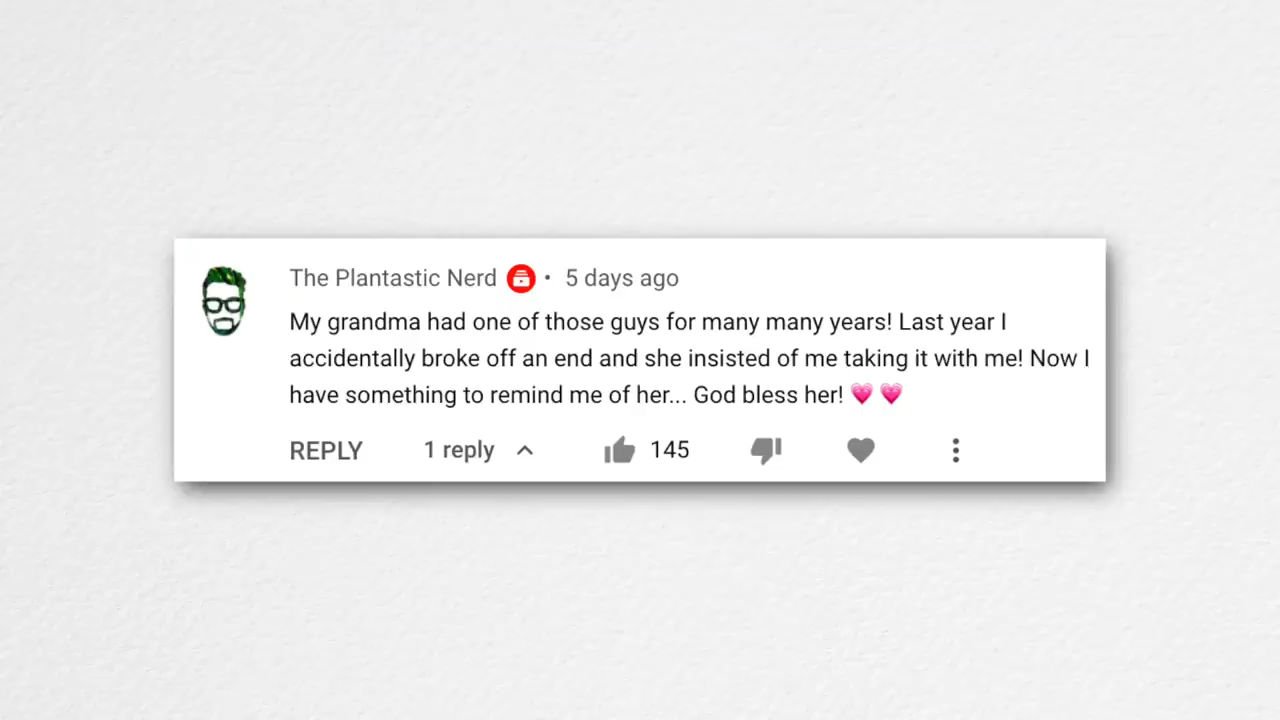 The Plantastic Nerd • 5 days ago
My grandma had one of those guys for many many years! Last year I
accidentally broke off an end and she insisted of me taking it with me! Now I
have something to remind me of her... God bless her! 💗 💗
REPLY 1 reply 145